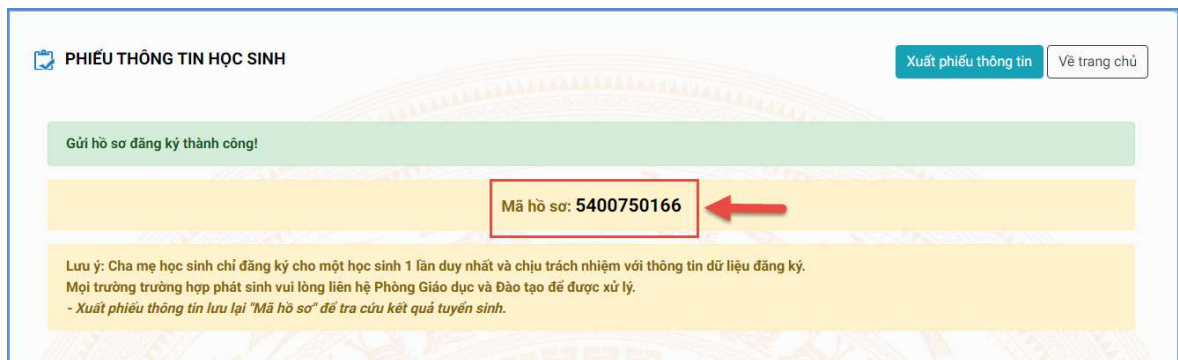 PHIẾU THÔNG TIN HỌC SINH
Xuất phiếu thông tin
Về trang chủ
Gửi hồ sơ đăng ký thành công!
Mã hồ sơ: 5400750166
Lưu ý: Cha mẹ học sinh chỉ đăng ký cho một học sinh 1 lần duy nhất và chịu trách nhiệm với thông tin dữ liệu đăng ký.
Mọi trường trường hợp phát sinh vui lòng liên hệ Phòng Giáo dục và Đào tạo để được xử lý.
- Xuất phiếu thông tin lưu lại "Mã hồ sơ" để tra cứu kết quả tuyển sinh.